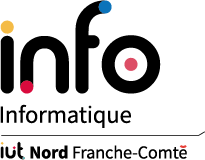 info
Informatique
iut Nord Franche-Comté